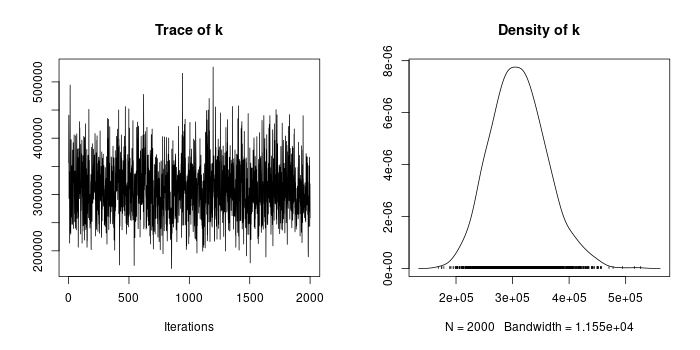 Trace of k
500000
400000
300000
200000
0
500
1000
1500
2000
Iterations
Density of k
8e-06
6e-06
4e-06
2e-06
0e+00
2e+05
3e+05
4e+05
5e+05
N = 2000 Bandwidth = 1.155e+04